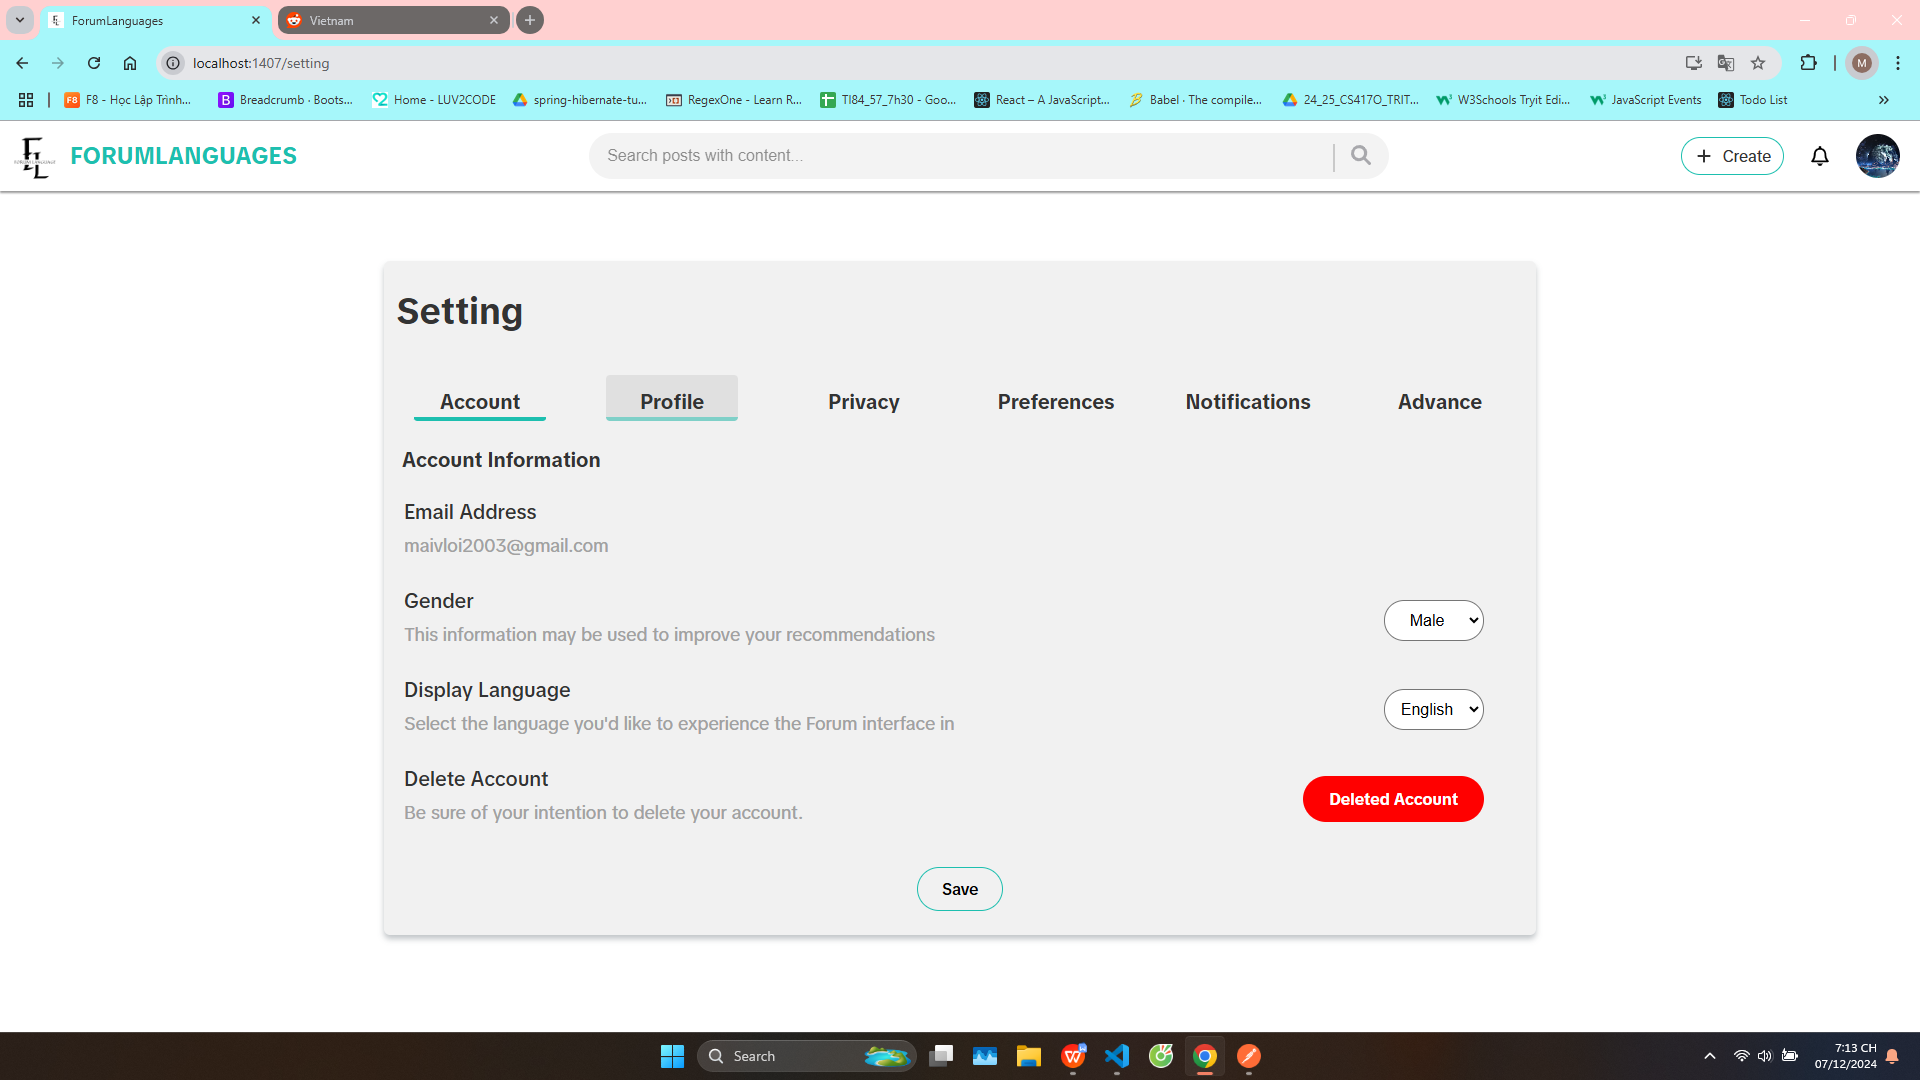 ForumLanguages
Vietnam
localhost:1407/setting
M
F8 - Học Lập Trình...
Breadcrumb · Boots...
Home - LUV2CODE
spring-hibernate-tu...
RegexOne - Learn R...
TI84_57_7h30 - Goo...
React – A JavaScript...
Babel · The compile...
24_25_CS417O_TRIT...
W3Schools Tryit Edi...
JavaScript Events
Todo List
FORUMLANGUAGES
Search posts with content...
Create
Setting
Account Profile Privacy Preferences Notifications Advance
Account Information
Email Address
maivloi2003@gmail.com
Gender
This information may be used to improve your recommendations
Male
Display Language
Select the language you'd like to experience the Forum interface in
English
Delete Account
Be sure of your intention to delete your account.
Deleted Account
Save
Search
7:13 CH
07/12/2024